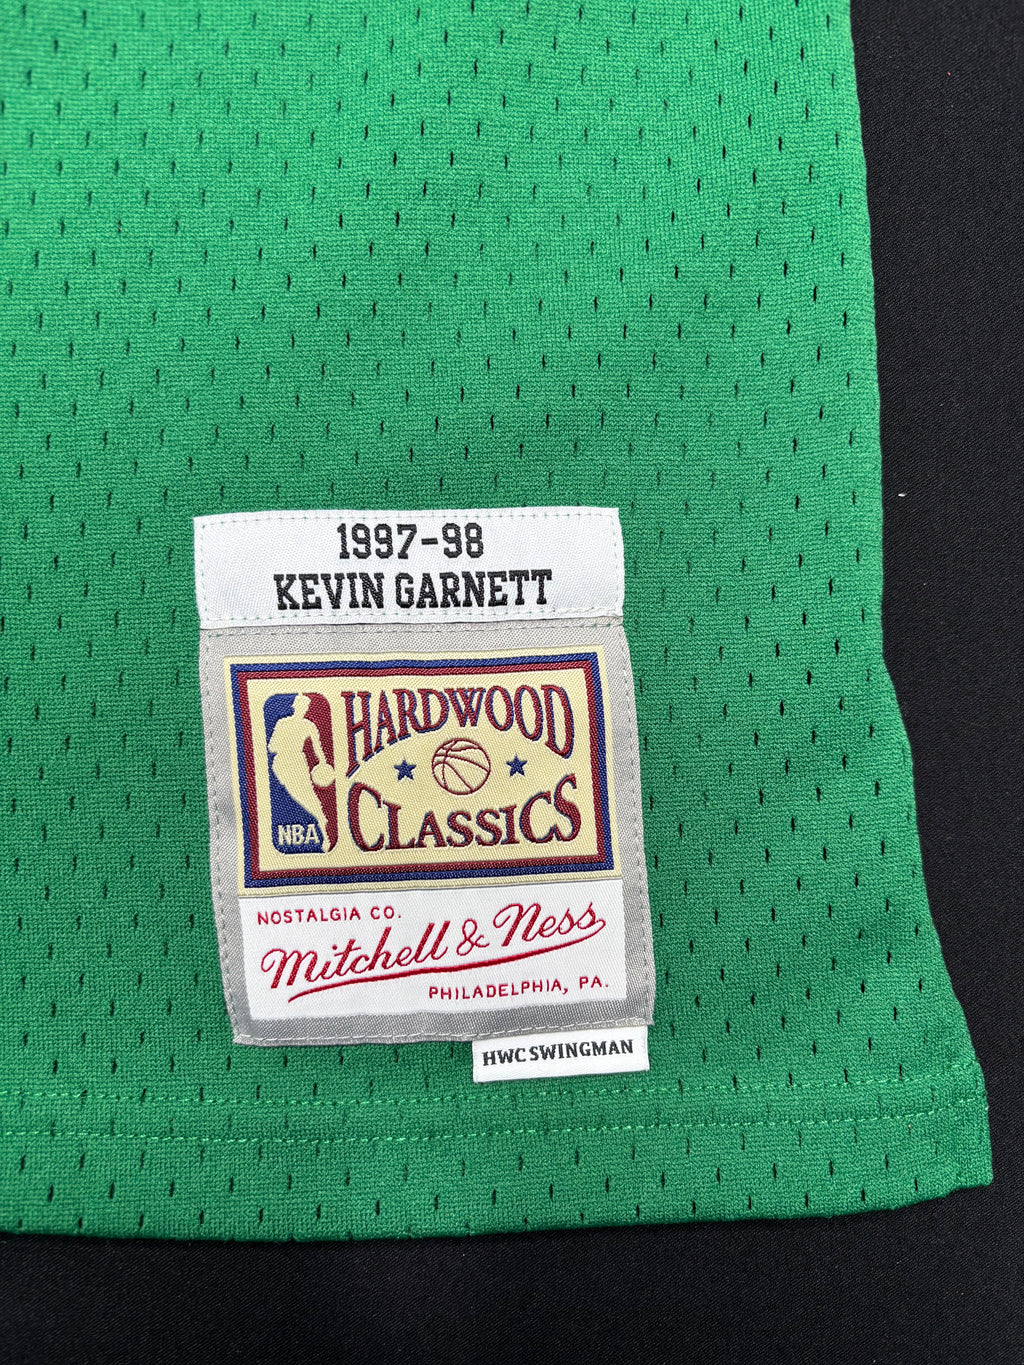 1997-98
KEVIN GARNETT
HARDWOOD
CLASSICS
NBA
NOSTALGIA CO.
Mitchell & Ness
PHILADELPHIA, PA.
HWC SWINGMAN